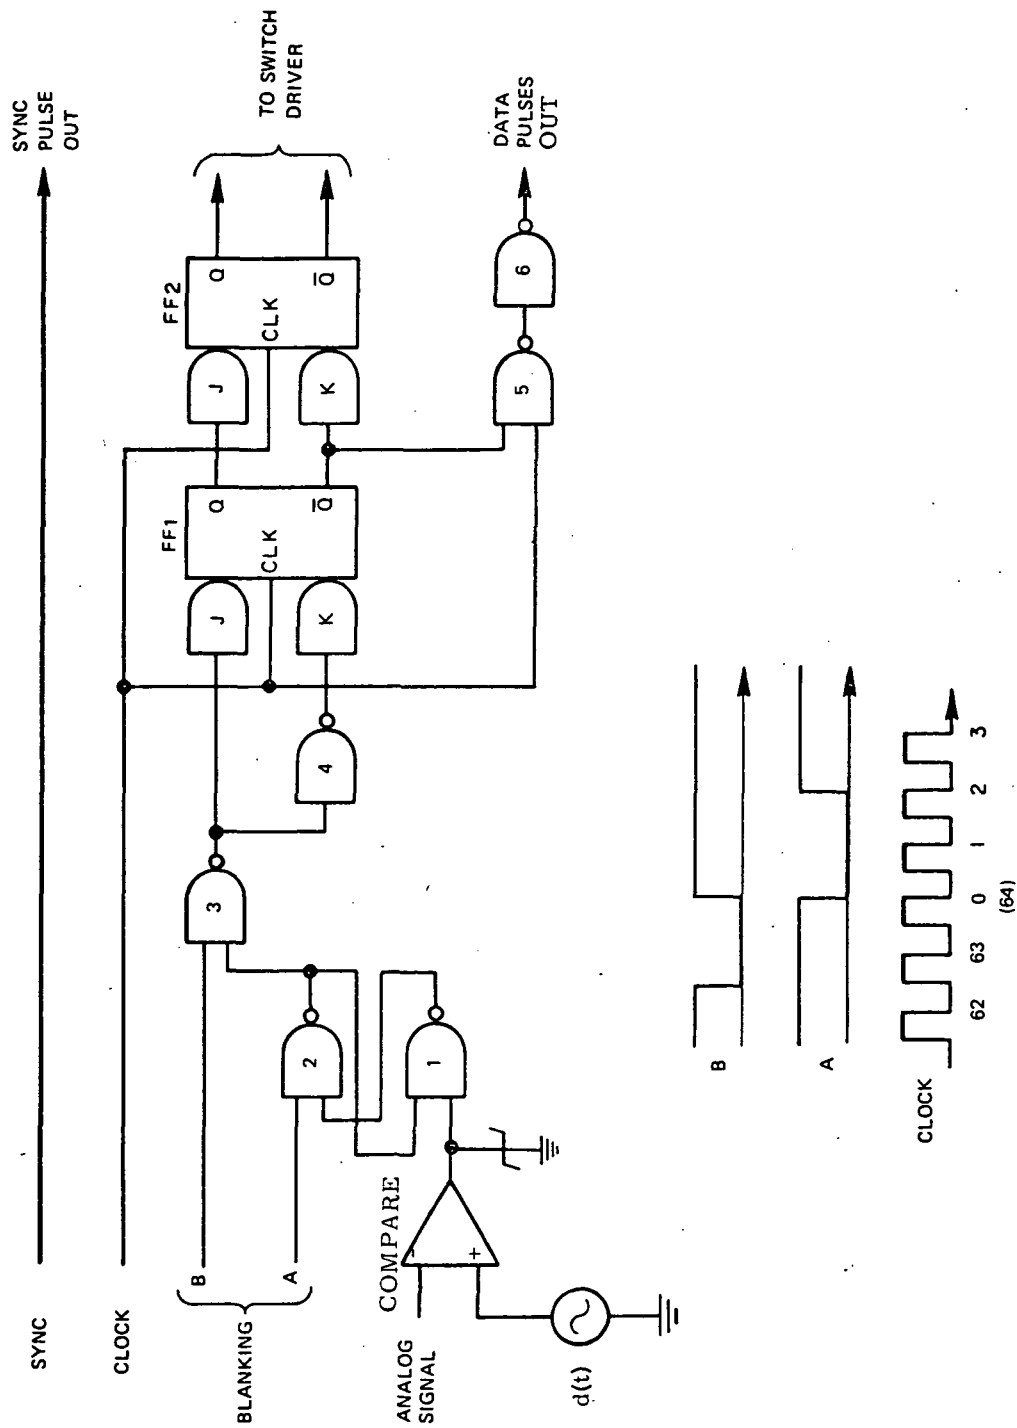 SYNC
SYNC
PULSE
OUT
CLOCK
BLANKING
B
A
ANALOG
SIGNAL
COMPARE
-
+
d(t)
1
2
3
4
J
K
FF1
CLK
Q
Q̅
J
K
FF2
CLK
Q
Q̅
TO SWITCH
DRIVER
5
6
DATA
PULSES
OUT
B
A
CLOCK
62 63 0 1 2 3
(64)